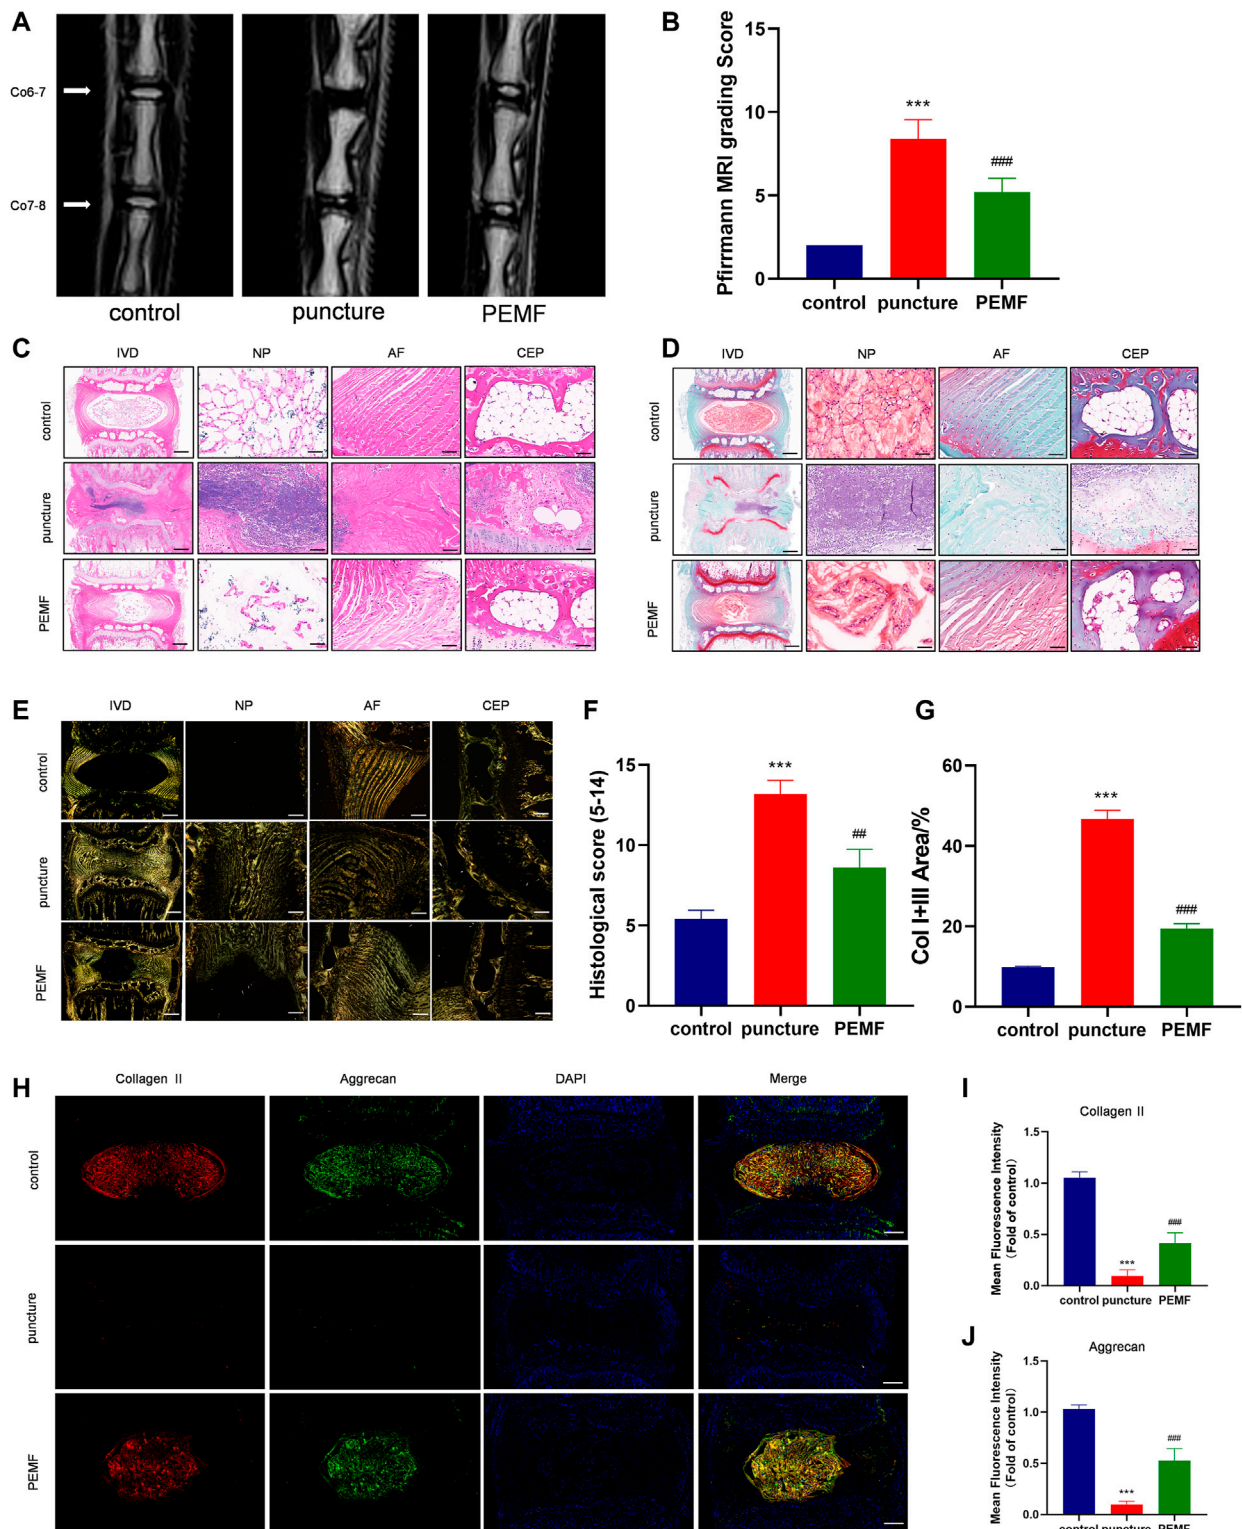 A
Co6-7
Co7-8
control
puncture
PEMF
B
Pfirrmann MRI grading Score
15
10
5
0
***
###
control
puncture
PEMF
C
IVD
NP
AF
CEP
control
puncture
PEMF
D
IVD
NP
AF
CEP
control
puncture
PEMF
E
IVD
NP
AF
CEP
control
puncture
PEMF
F
Histological score (5-14)
15
10
5
0
***
##
control
puncture
PEMF
G
Col I+III Area/%
60
40
20
0
***
###
control
puncture
PEMF
H
Collagen II
Aggrecan
DAPI
Merge
control
puncture
PEMF
I
Collagen II
Mean Fluorescence Intensity
(Fold of control)
1.5
1.0
0.5
0.0
***
###
control
puncture
PEMF
J
Aggrecan
Mean Fluorescence Intensity
(Fold of control)
1.5
1.0
0.5
0.0
***
###
control
puncture
PEMF